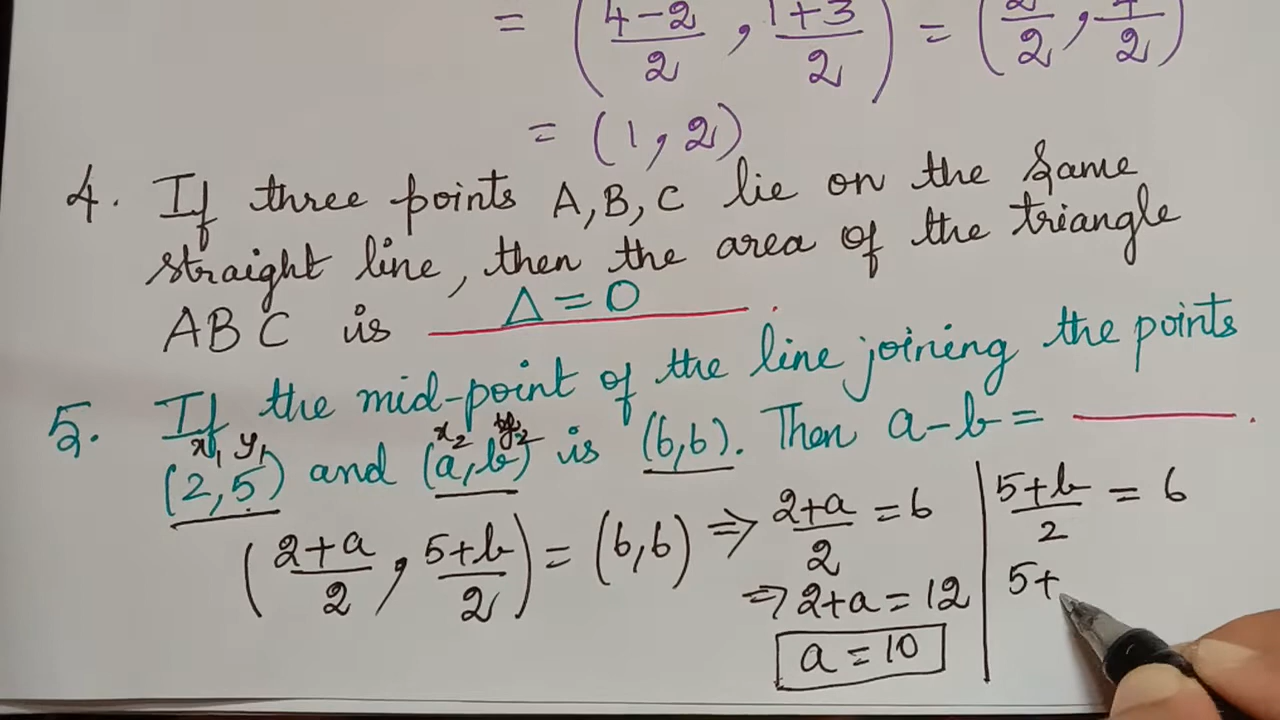 = (4-2/2, 1+3/2) = (2/2, 4/2)
= (1, 2)
4. If three points A, B, C lie on the same
straight line, then the area of the triangle
ABC is Δ = 0.
5. If the mid-point of the line joining the points
x₁ y₁ x₂ y₂
(2, 5) and (a, b) is (6,6). Then a-b = ______.
(2+a/2, 5+b/2) = (6,6) ⇒ 2+a/2 = 6
⇒ 2+a = 12
a = 10
5+b/2 = 6
5+